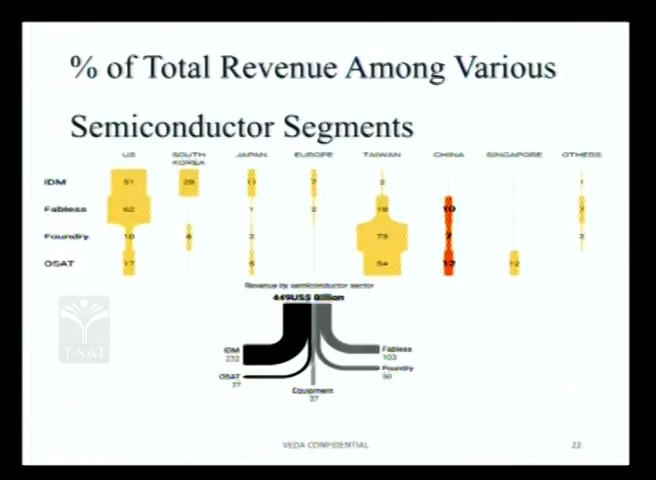 % of Total Revenue Among Various
Semiconductor Segments
US SOUTH KOREA JAPAN EUROPE TAIWAN CHINA SINGAPORE OTHERS
IDM 51 28 11 7 2 1
Fabless 62 1 2 18 10 7
Foundry 10 6 2 73 7 2
OSAT 17 5 54 12 12
Revenue by semiconductor sector
449US$ Billion
IDM
232
Fabless
103
Foundry
50
OSAT
27
Equipment
37
T-SAT
VEDA CONFIDENTIAL
22